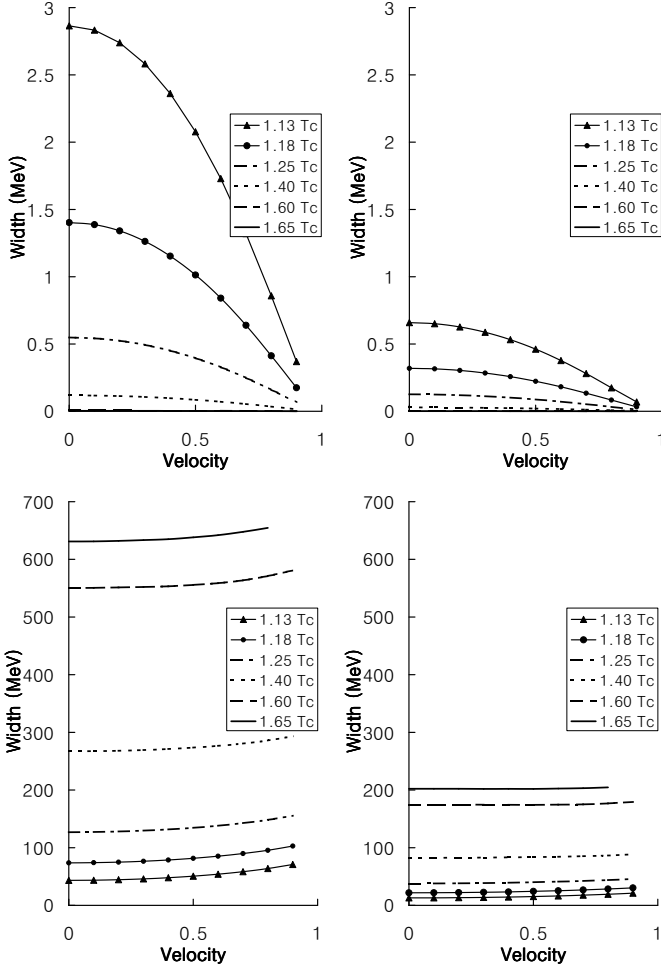 3
2.5
2
1.5
1
0.5
0
Width (MeV)
0 0.5 1
Velocity
1.13 Tc
1.18 Tc
1.25 Tc
1.40 Tc
1.60 Tc
1.65 Tc
3
2.5
2
1.5
1
0.5
0
Width (MeV)
0 0.5 1
Velocity
1.13 Tc
1.18 Tc
1.25 Tc
1.40 Tc
1.60 Tc
1.65 Tc
700
600
500
400
300
200
100
0
Width (MeV)
0 0.5 1
Velocity
1.13 Tc
1.18 Tc
1.25 Tc
1.40 Tc
1.60 Tc
1.65 Tc
700
600
500
400
300
200
100
0
Width (MeV)
0 0.5 1
Velocity
1.13 Tc
1.18 Tc
1.25 Tc
1.40 Tc
1.60 Tc
1.65 Tc